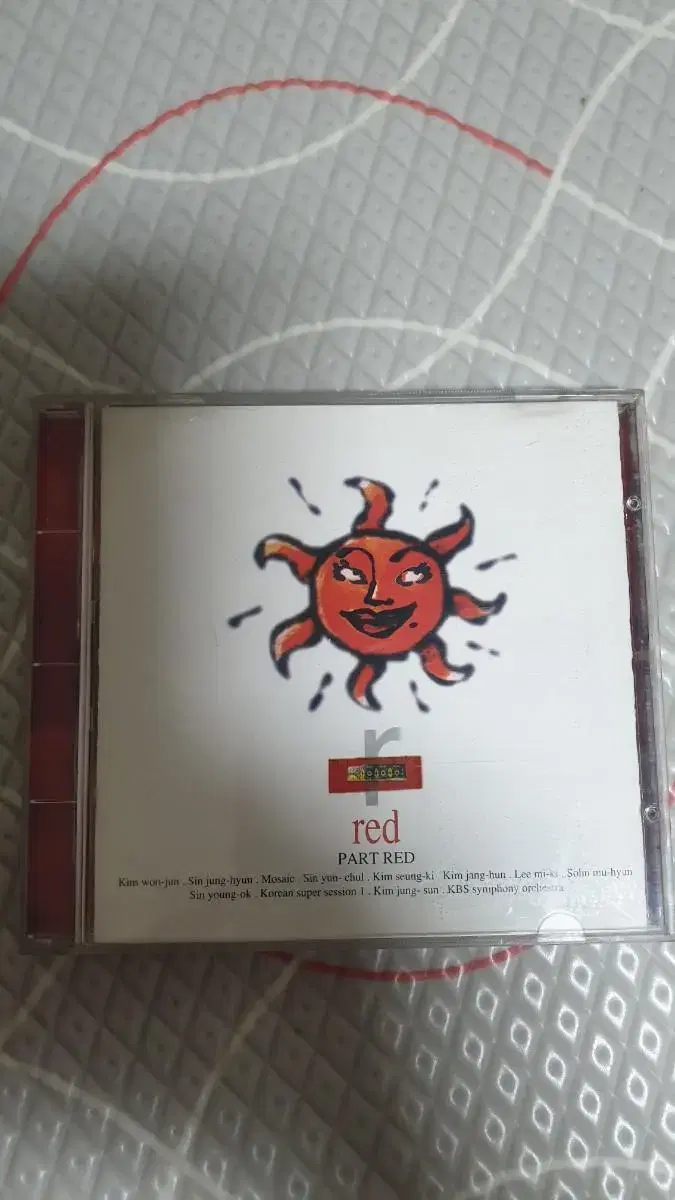 r
red
PART RED
Kim won-jun . Sin jung-hyun . Mosaic . Sin yun- chul . Kim seung-ki . Kim jang-hun . Lee mi-ki . Sohn mu-hyun
Sin young-ok . Korean super session 1 . Kim jung- sun . KBS symphony orchestra